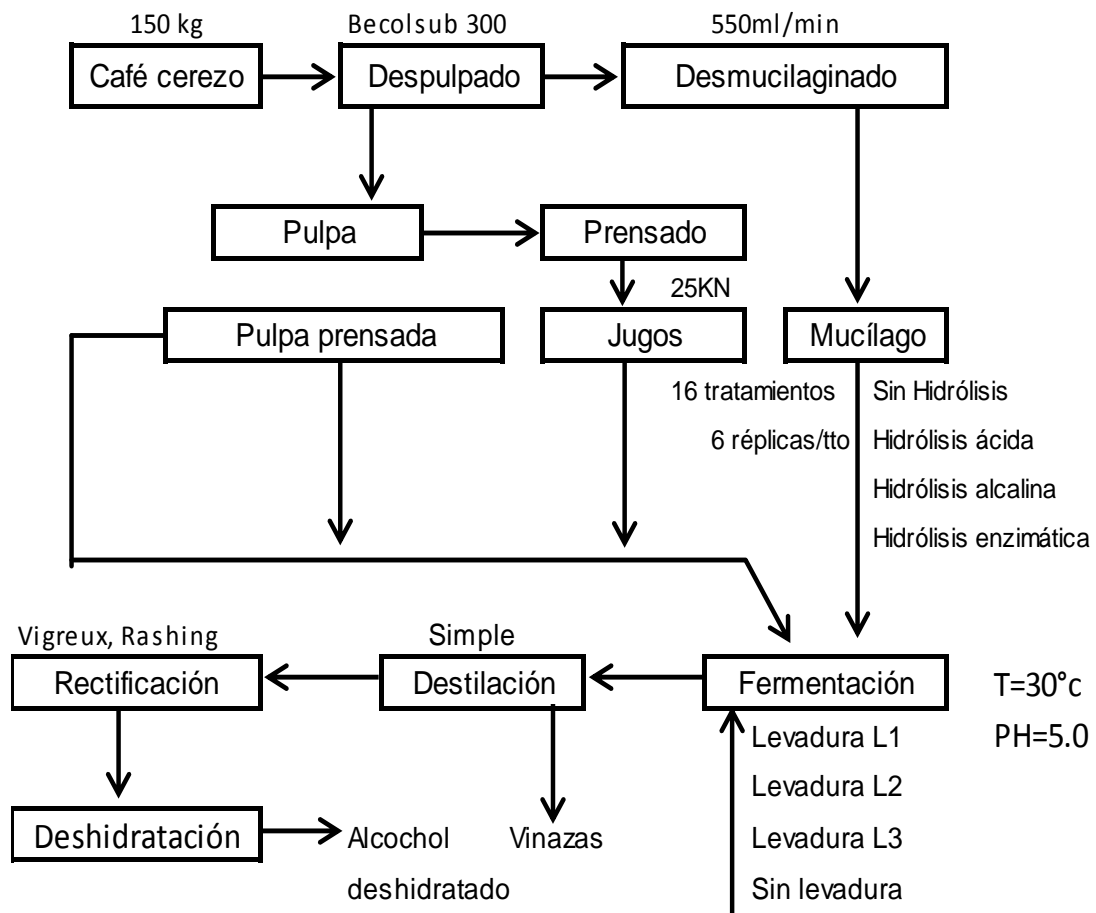 150 kg
Becolsub 300
550ml/min
Café cerezo
Despulpado
Desmucilaginado
Pulpa
Prensado
25KN
Pulpa prensada
Jugos
Mucílago
16 tratamientos
6 réplicas/tto
Sin Hidrólisis
Hidrólisis ácida
Hidrólisis alcalina
Hidrólisis enzimática
Vigreux, Rashing
Simple
Rectificación
Destilación
Fermentación
T=30°c
PH=5.0
Levadura L1
Levadura L2
Levadura L3
Sin levadura
Deshidratación
Alcochol
deshidratado
Vinazas